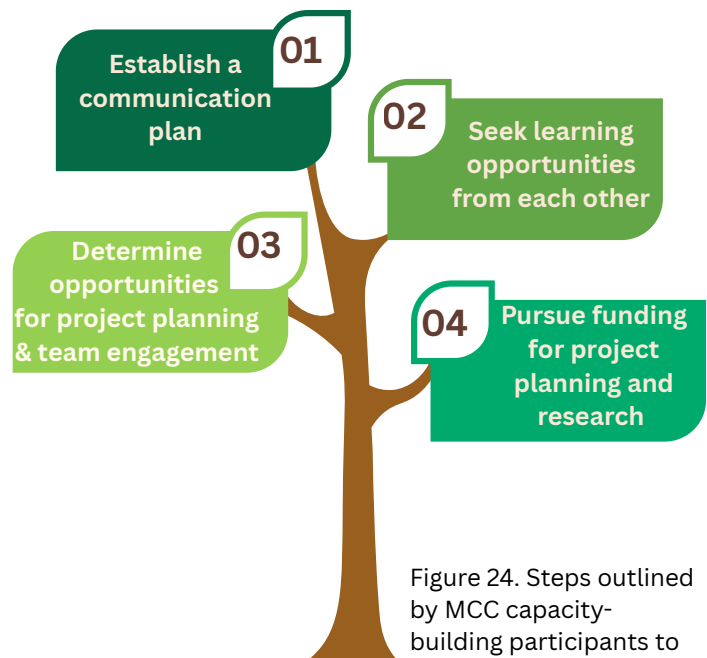 01
Establish a
communication
plan
02
Seek learning
opportunities
from each other
03
Determine
opportunities
for project planning
& team engagement
04
Pursue funding
for project
planning and
research
Figure 24. Steps outlined
by MCC capacity-
building participants to